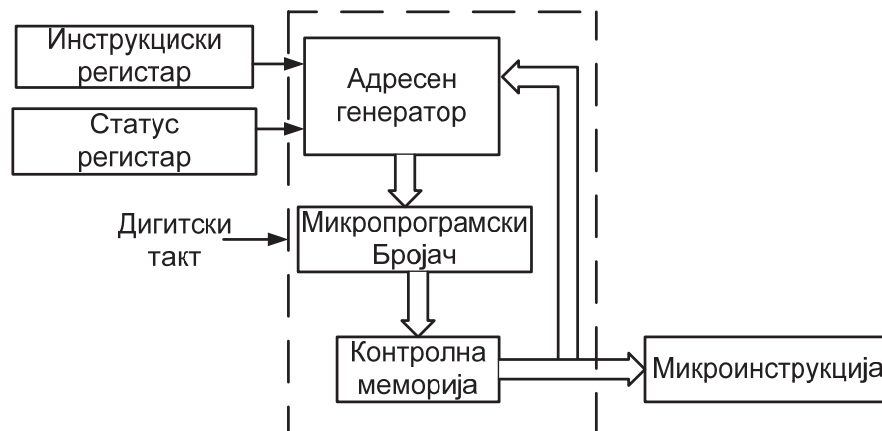 Инструкциски
регистар
Адресен
генератор
Статус
регистар
Дигитски
такт
Микропрограмски
Бројач
Контролна
меморија
Микроинструкција